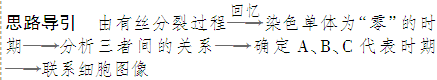 思路导引 由有丝分裂过程——→回忆染色单体为“零”的时
期——→分析三者间的关系——→确定 A、B、C 代表时期
——→联系细胞图像